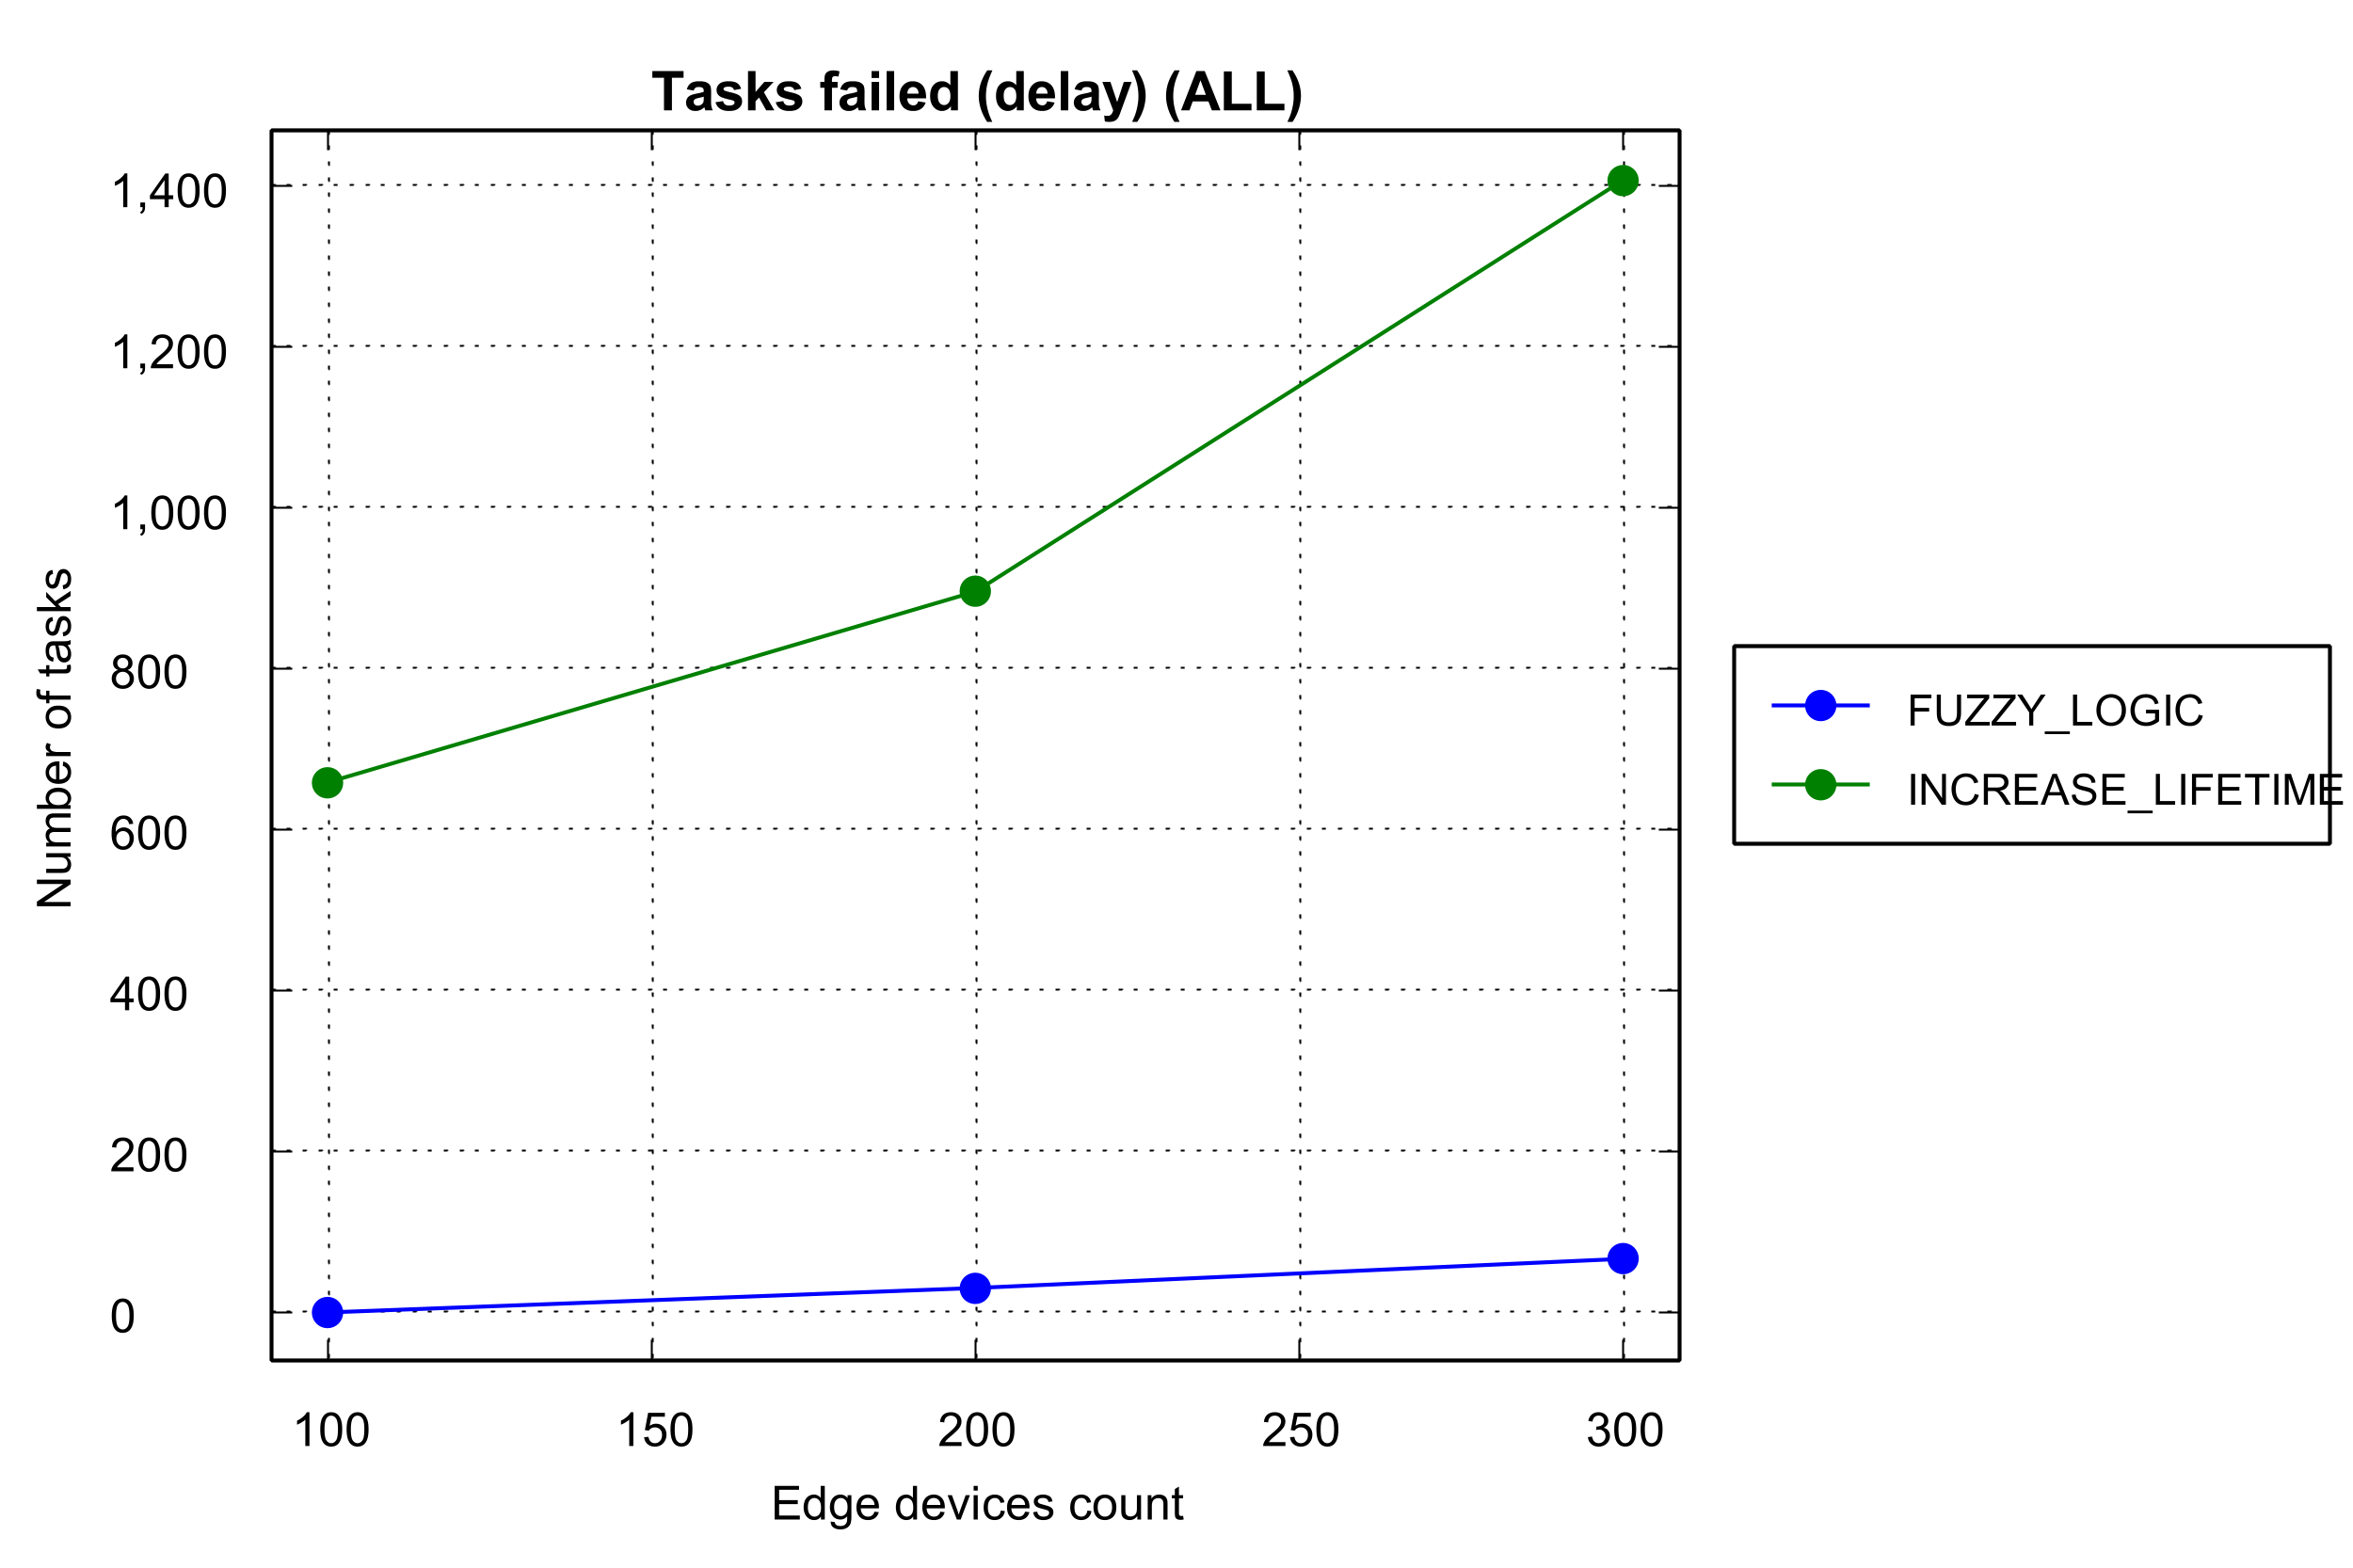 Tasks failed (delay) (ALL)
1,400
1,200
1,000
800
600
400
200
0
Number of tasks
100 150 200 250 300
Edge devices count
FUZZY_LOGIC
INCREASE_LIFETIME